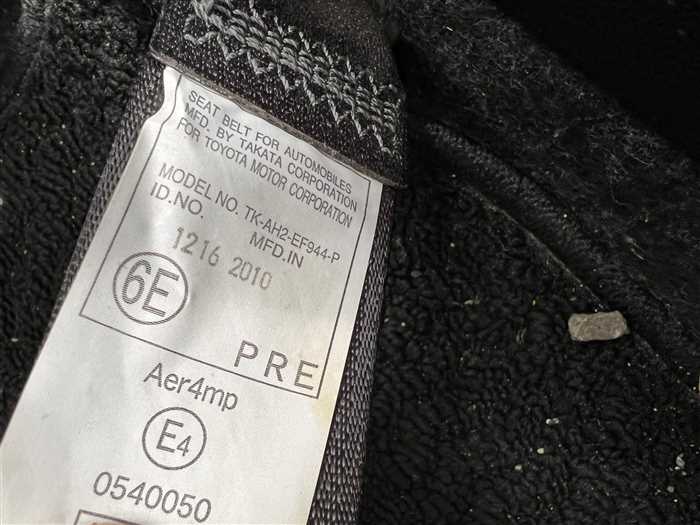 SEAT BELT FOR AUTOMOBILES
MFD. BY TAKATA CORPORATION
FOR TOYOTA MOTOR CORPORATION
MODEL NO. TK-AH2-EF944-P
ID.NO. MFD.IN
1216 2010
6E
PRE
Aer4mp
E4
0540050